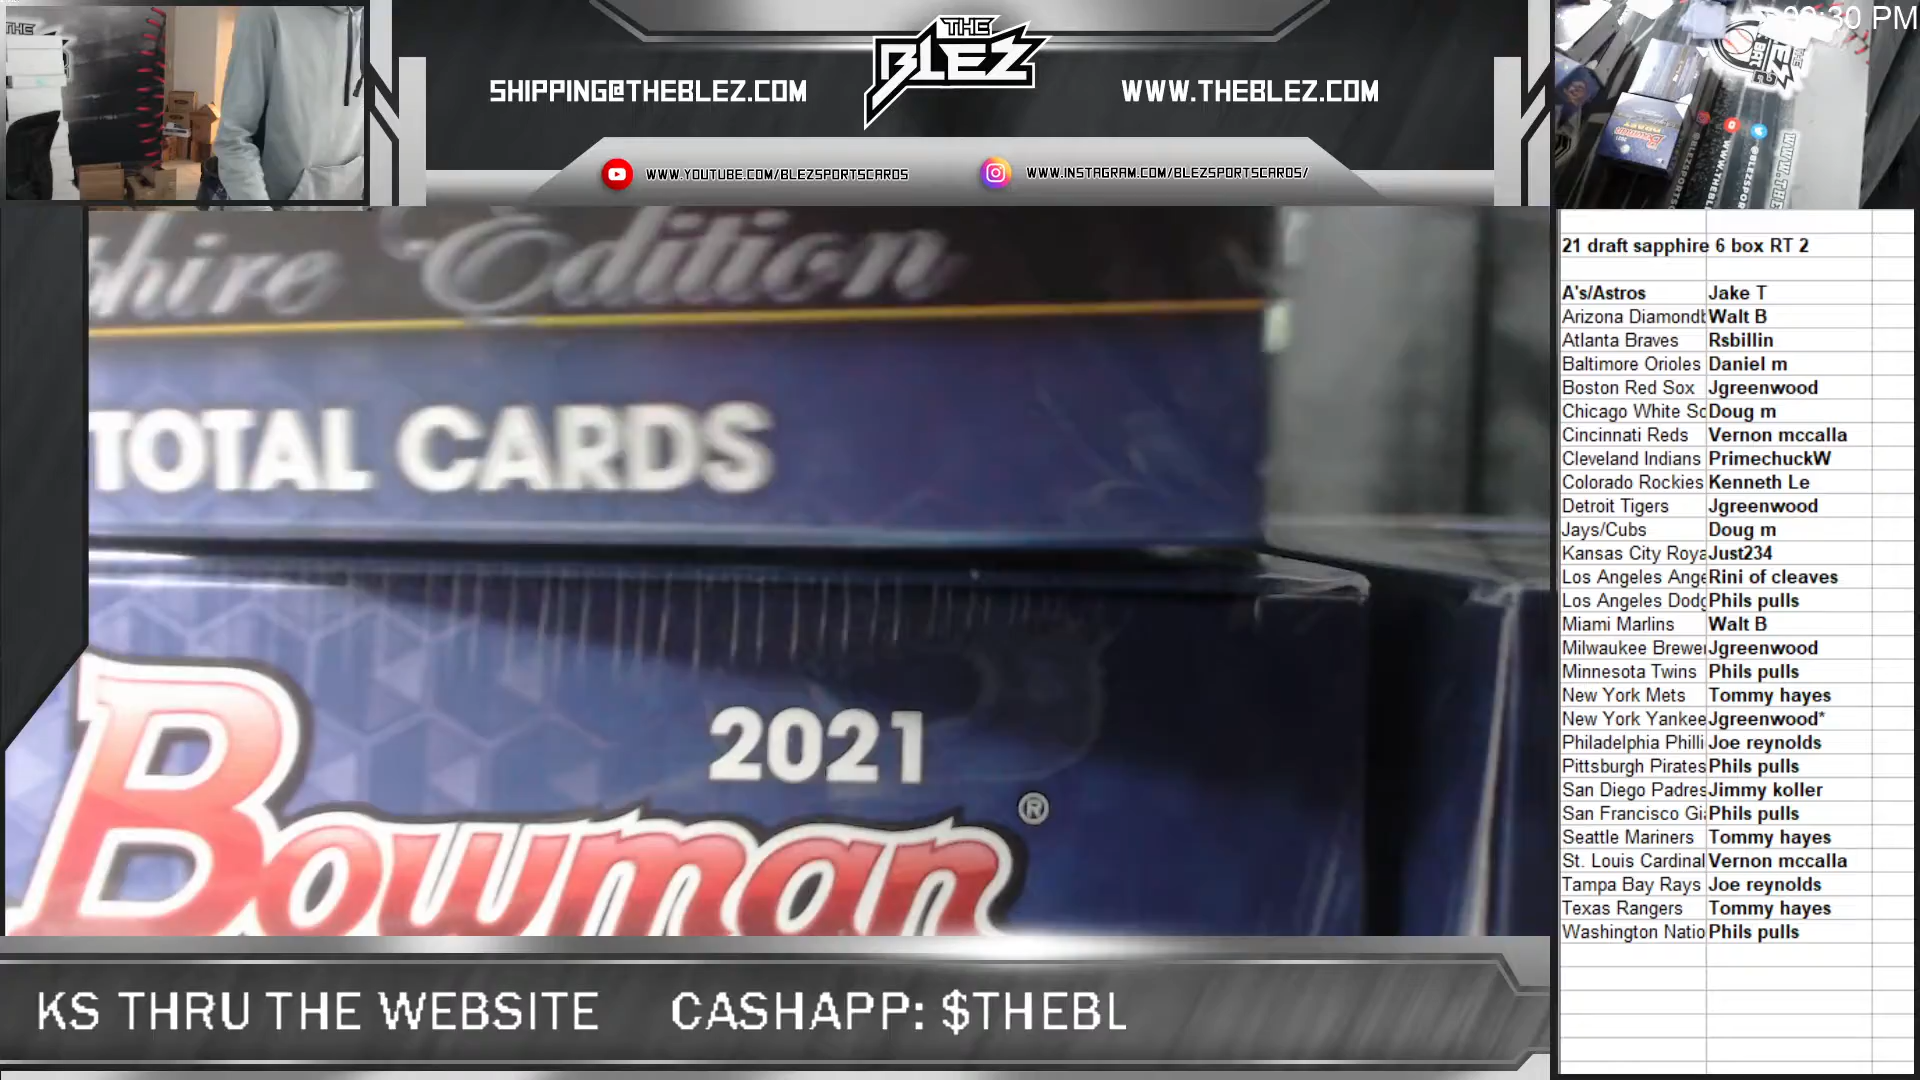 THE
BLEZ
SHIPPING@THEBLEZ.COM
WWW.THEBLEZ.COM
WWW.YOUTUBE.COM/BLEZSPORTSCARDS
WWW.INSTAGRAM.COM/BLEZSPORTSCARDS/
:30 PM
phire Edition
TOTAL CARDS
2021
Bowman®
KS THRU THE WEBSITE CASHAPP: $THEBL
21 draft sapphire 6 box RT 2
A's/Astros Jake T
Arizona Diamondb Walt B
Atlanta Braves Rsbillin
Baltimore Orioles Daniel m
Boston Red Sox Jgreenwood
Chicago White So Doug m
Cincinnati Reds Vernon mccalla
Cleveland Indians PrimechuckW
Colorado Rockies Kenneth Le
Detroit Tigers Jgreenwood
Jays/Cubs Doug m
Kansas City Roya Just234
Los Angeles Ange Rini of cleaves
Los Angeles Dodg Phils pulls
Miami Marlins Walt B
Milwaukee Brewer Jgreenwood
Minnesota Twins Phils pulls
New York Mets Tommy hayes
New York Yankee Jgreenwood*
Philadelphia Philli Joe reynolds
Pittsburgh Pirates Phils pulls
San Diego Padres Jimmy koller
San Francisco Gia Phils pulls
Seattle Mariners Tommy hayes
St. Louis Cardinal Vernon mccalla
Tampa Bay Rays Joe reynolds
Texas Rangers Tommy hayes
Washington Natio Phils pulls